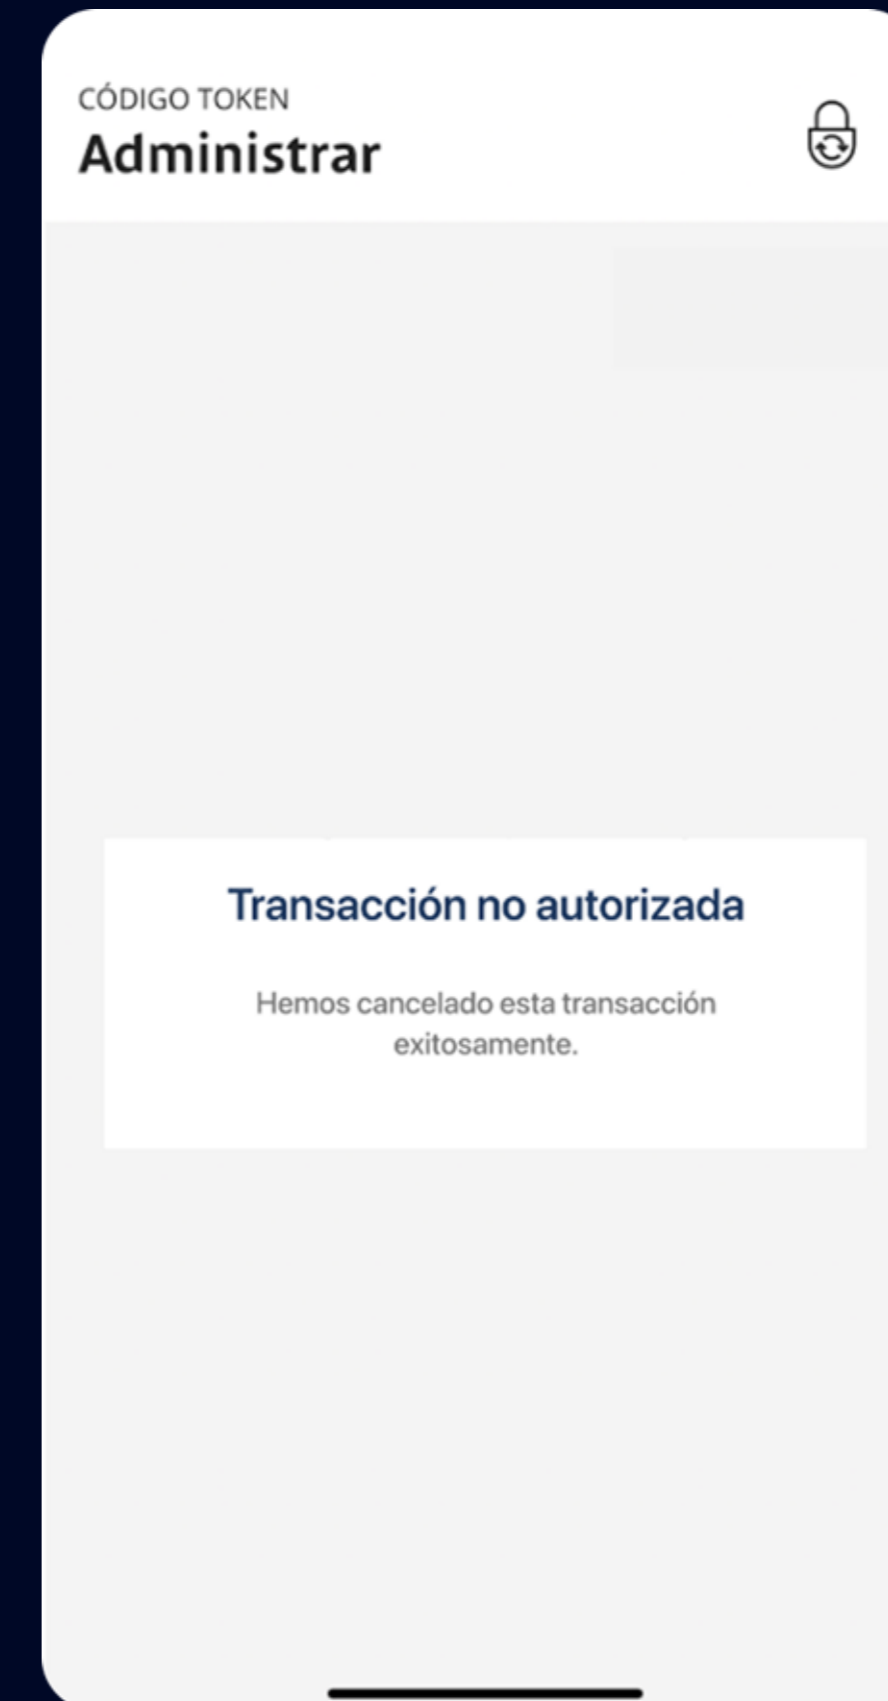 CÓDIGO TOKEN
Administrar
Transacción no autorizada
Hemos cancelado esta transacción
exitosamente.